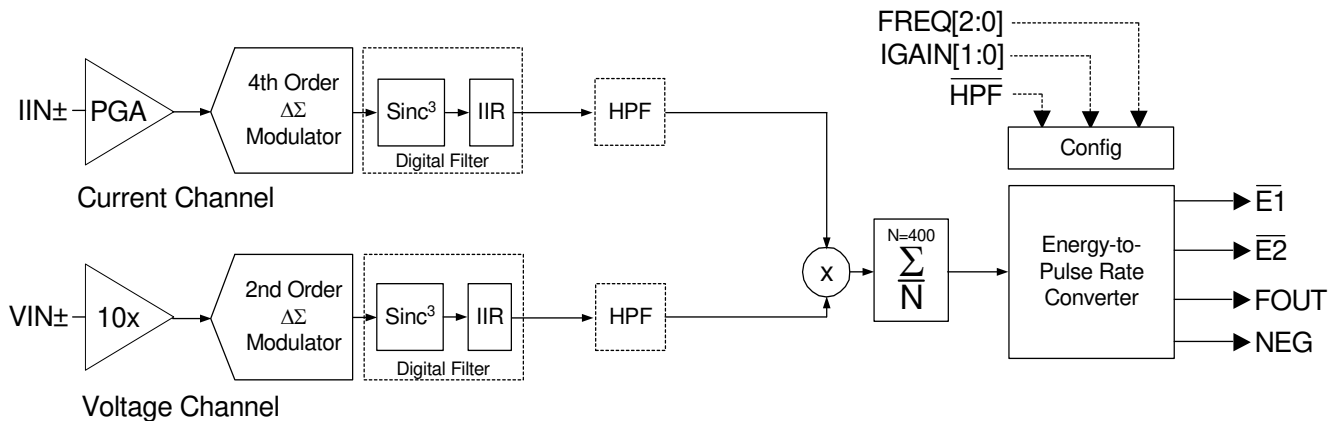 FREQ[2:0]
IGAIN[1:0]
HPF
Config
IIN±
PGA
4th Order
ΔΣ
Modulator
Sinc³
IIR
Digital Filter
HPF
Current Channel
VIN±
10x
2nd Order
ΔΣ
Modulator
Sinc³
IIR
Digital Filter
HPF
Voltage Channel
x
N=400
Σ
N
Energy-to-
Pulse Rate
Converter
E1
E2
FOUT
NEG